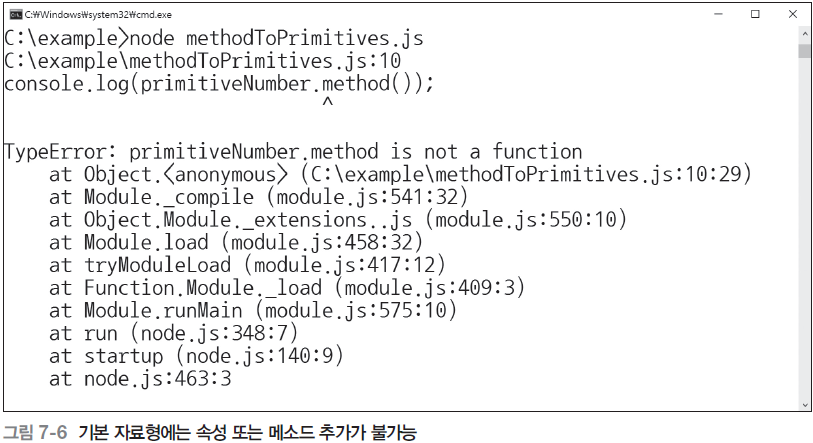 C:₩Windows₩system32₩cmd.exe
C:\example>node methodToPrimitives.js
C:\example\methodToPrimitives.js:10
console.log(primitiveNumber.method());
^
TypeError: primitiveNumber.method is not a function
at Object.<anonymous> (C:\example\methodToPrimitives.js:10:29)
at Module._compile (module.js:541:32)
at Object.Module._extensions..js (module.js:550:10)
at Module.load (module.js:458:32)
at tryModuleLoad (module.js:417:12)
at Function.Module._load (module.js:409:3)
at Module.runMain (module.js:575:10)
at run (node.js:348:7)
at startup (node.js:140:9)
at node.js:463:3
그림 7-6 기본 자료형에는 속성 또는 메소드 추가가 불가능